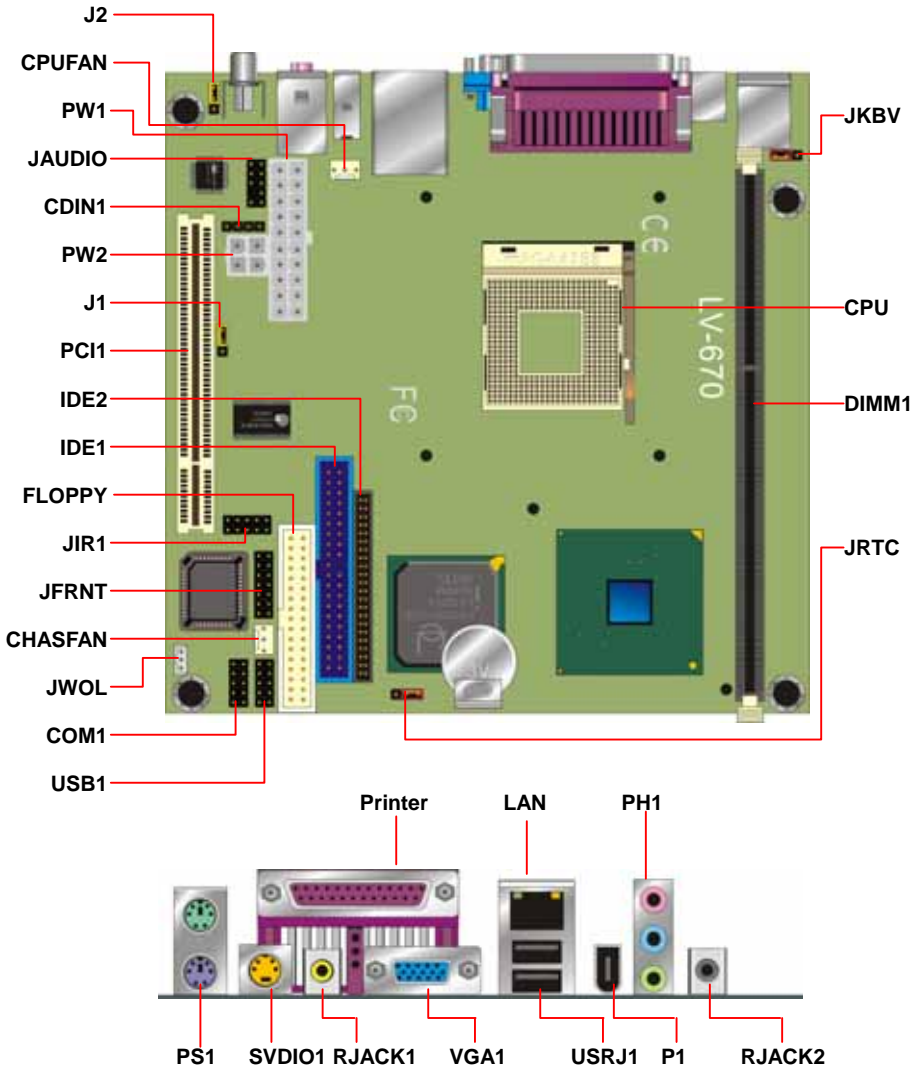 J2
CPUFAN
PW1
JAUDIO
CDIN1
PW2
J1
PCI1
IDE2
IDE1
FLOPPY
JIR1
JFRNT
CHASFAN
JWOL
COM1
USB1
JKBV
CPU
DIMM1
JRTC
CE
LV-670
FC
Printer
LAN
PH1
PS1
SVDIO1
RJACK1
VGA1
USRJ1
P1
RJACK2